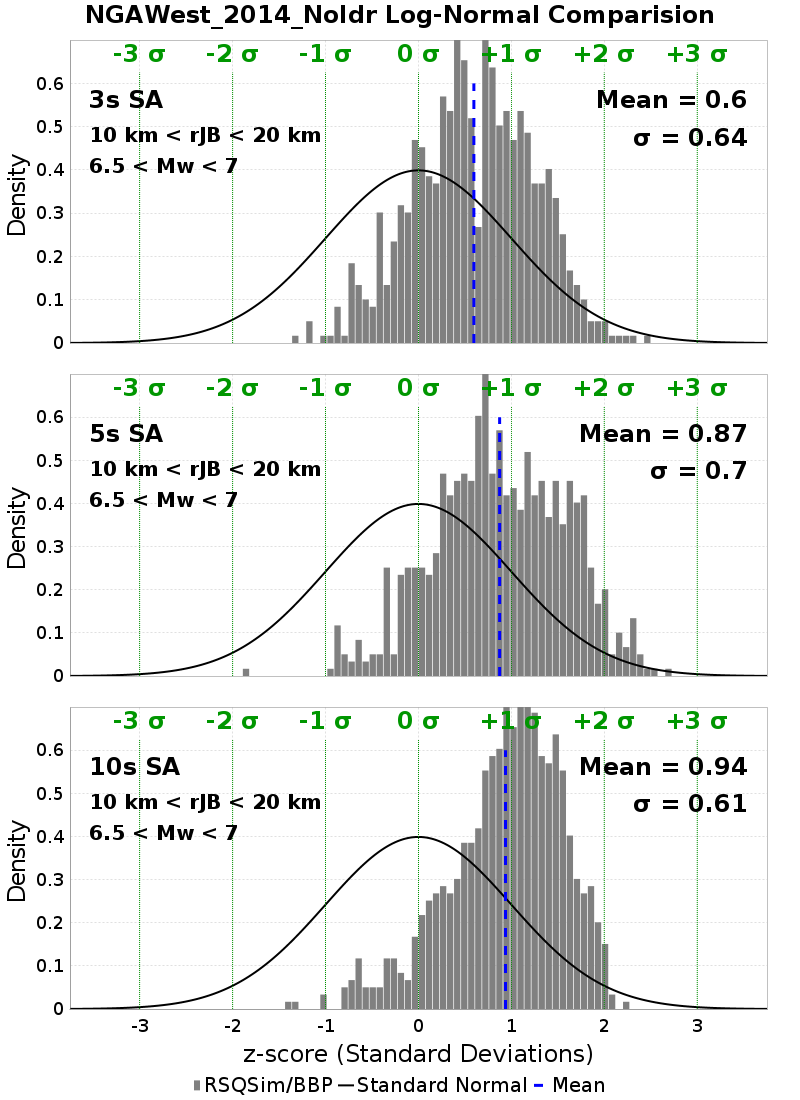 NGAWest_2014_NoIdr Log-Normal Comparision
-3 σ -2 σ -1 σ 0 σ +1 σ +2 σ +3 σ
3s SA Mean = 0.6
10 km < rJB < 20 km σ = 0.64
6.5 < Mw < 7
0.6
0.5
0.4
0.3
0.2
0.1
0
Density
-3 σ -2 σ -1 σ 0 σ +1 σ +2 σ +3 σ
5s SA Mean = 0.87
10 km < rJB < 20 km σ = 0.7
6.5 < Mw < 7
0.6
0.5
0.4
0.3
0.2
0.1
0
Density
-3 σ -2 σ -1 σ 0 σ +1 σ +2 σ +3 σ
10s SA Mean = 0.94
10 km < rJB < 20 km σ = 0.61
6.5 < Mw < 7
0.6
0.5
0.4
0.3
0.2
0.1
0
Density
-3 -2 -1 0 1 2 3
z-score (Standard Deviations)
RSQSim/BBP Standard Normal Mean